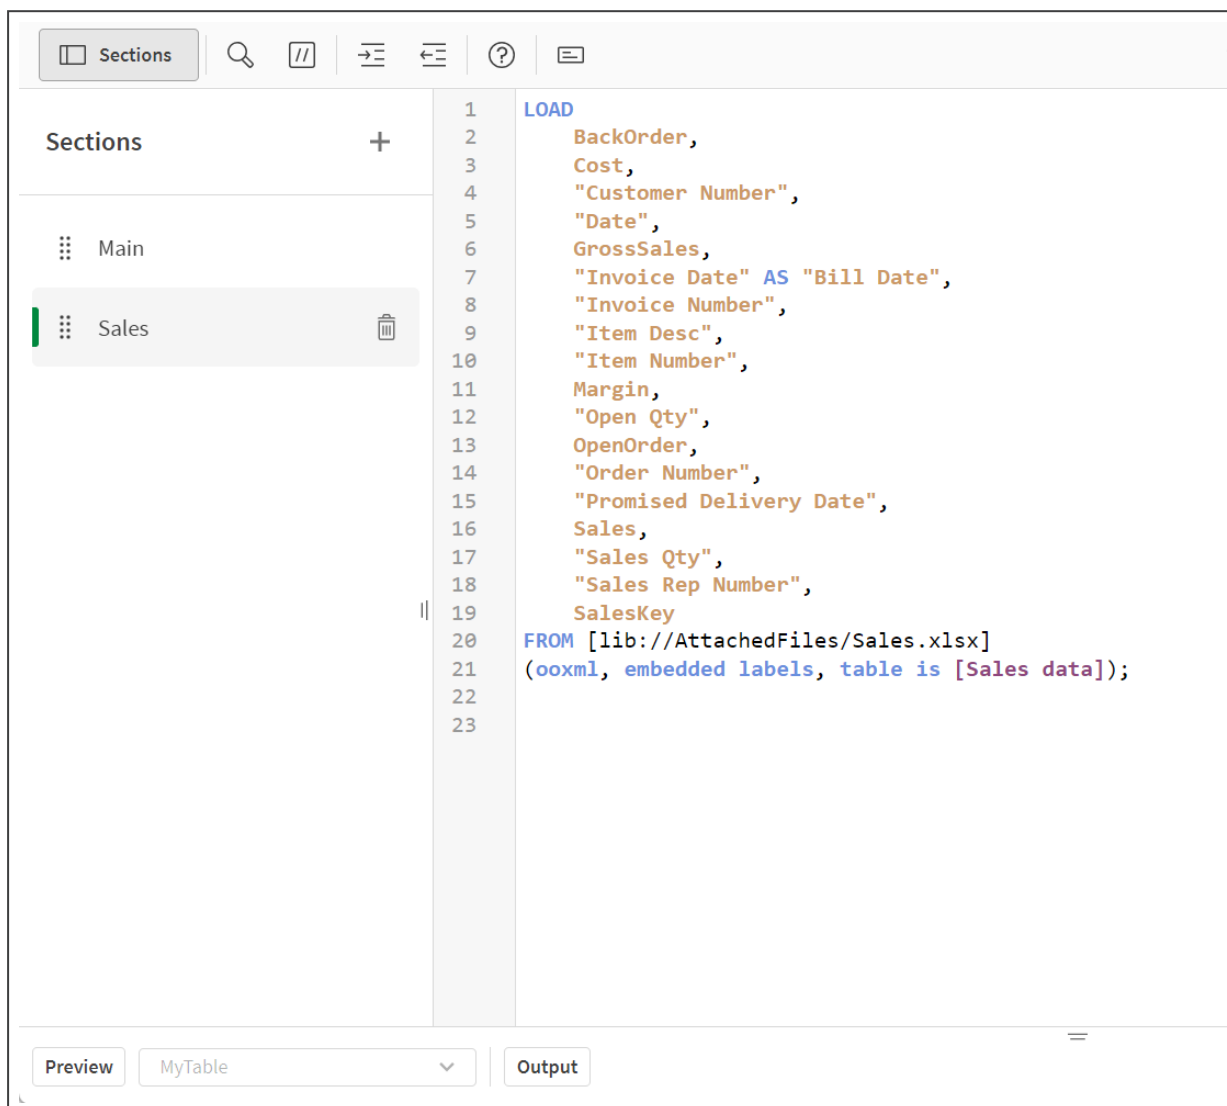 Sections
//
?
Sections
+
Main
Sales
1 LOAD
2 BackOrder,
3 Cost,
4 "Customer Number",
5 "Date",
6 GrossSales,
7 "Invoice Date" AS "Bill Date",
8 "Invoice Number",
9 "Item Desc",
10 "Item Number",
11 Margin,
12 "Open Qty",
13 OpenOrder,
14 "Order Number",
15 "Promised Delivery Date",
16 Sales,
17 "Sales Qty",
18 "Sales Rep Number",
19 SalesKey
20 FROM [lib://AttachedFiles/Sales.xlsx]
21 (ooxml, embedded labels, table is [Sales data]);
22
23
Preview MyTable Output